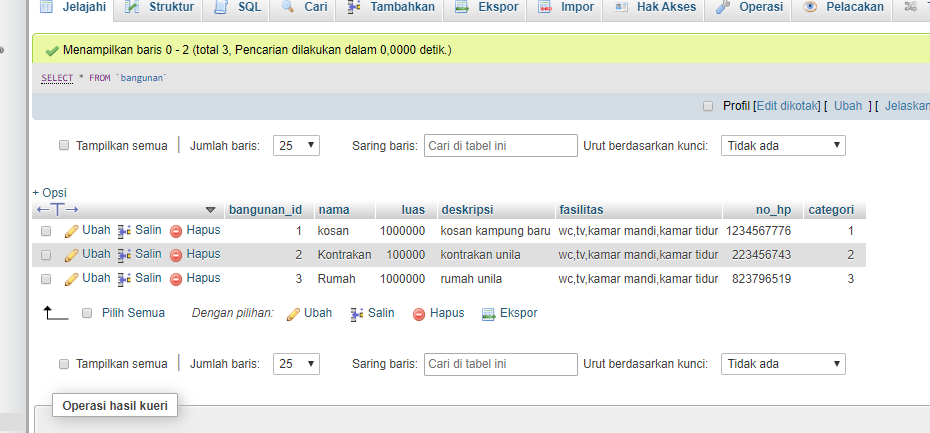 Jelajahi Struktur SQL Cari Tambahkan Ekspor Impor Hak Akses Operasi Pelacakan
Menampilkan baris 0 - 2 (total 3, Pencarian dilakukan dalam 0,0000 detik.)
SELECT * FROM `bangunan`
Profil [Edit dikotak] [ Ubah ] [ Jelaskan
Tampilkan semua | Jumlah baris: 25 Saring baris: Cari di tabel ini Urut berdasarkan kunci: Tidak ada
+ Opsi
←T→ bangunan_id nama luas deskripsi fasilitas no_hp categori
Ubah Salin Hapus 1 kosan 1000000 kosan kampung baru wc,tv,kamar mandi,kamar tidur 1234567776 1
Ubah Salin Hapus 2 Kontrakan 100000 kontrakan unila wc,tv,kamar mandi,kamar tidur 223456743 2
Ubah Salin Hapus 3 Rumah 1000000 rumah unila wc,tv,kamar mandi,kamar tidur 823796519 3
Pilih Semua Dengan pilihan: Ubah Salin Hapus Ekspor
Tampilkan semua | Jumlah baris: 25 Saring baris: Cari di tabel ini Urut berdasarkan kunci: Tidak ada
Operasi hasil kueri